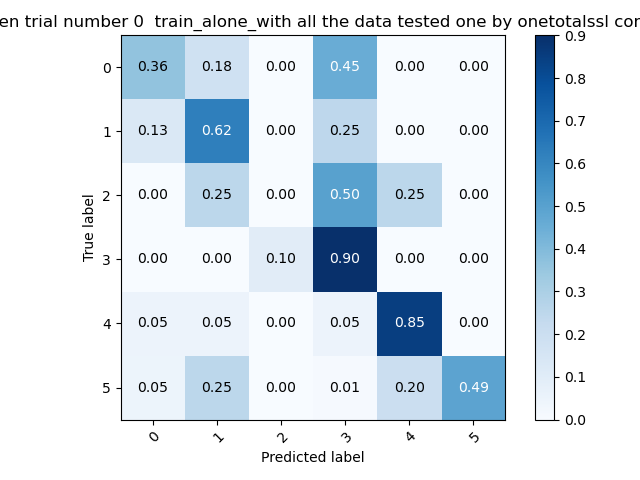 en trial number 0 train_alone_with all the data tested one by onetotalssl con
0 0.36 0.18 0.00 0.45 0.00 0.00
1 0.13 0.62 0.00 0.25 0.00 0.00
2 0.00 0.25 0.00 0.50 0.25 0.00
3 0.00 0.00 0.10 0.90 0.00 0.00
4 0.05 0.05 0.00 0.05 0.85 0.00
5 0.05 0.25 0.00 0.01 0.20 0.49
0 1 2 3 4 5
True label
Predicted label
0.9
0.8
0.7
0.6
0.5
0.4
0.3
0.2
0.1
0.0